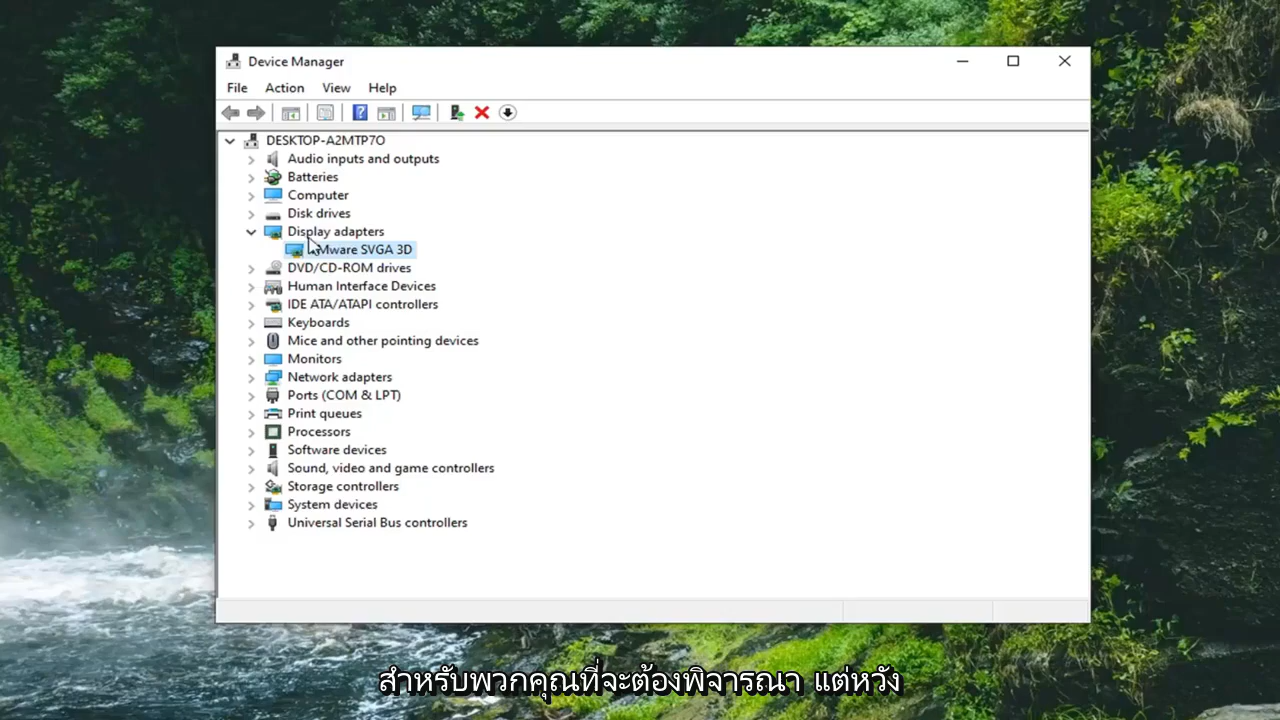 Device Manager
File Action View Help
DESKTOP-A2MTP7O
Audio inputs and outputs
Batteries
Computer
Disk drives
Display adapters
Mware SVGA 3D
DVD/CD-ROM drives
Human Interface Devices
IDE ATA/ATAPI controllers
Keyboards
Mice and other pointing devices
Monitors
Network adapters
Ports (COM & LPT)
Print queues
Processors
Software devices
Sound, video and game controllers
Storage controllers
System devices
Universal Serial Bus controllers
สำหรับพวกคุณที่จะต้องพิจารณา แต่หวัง